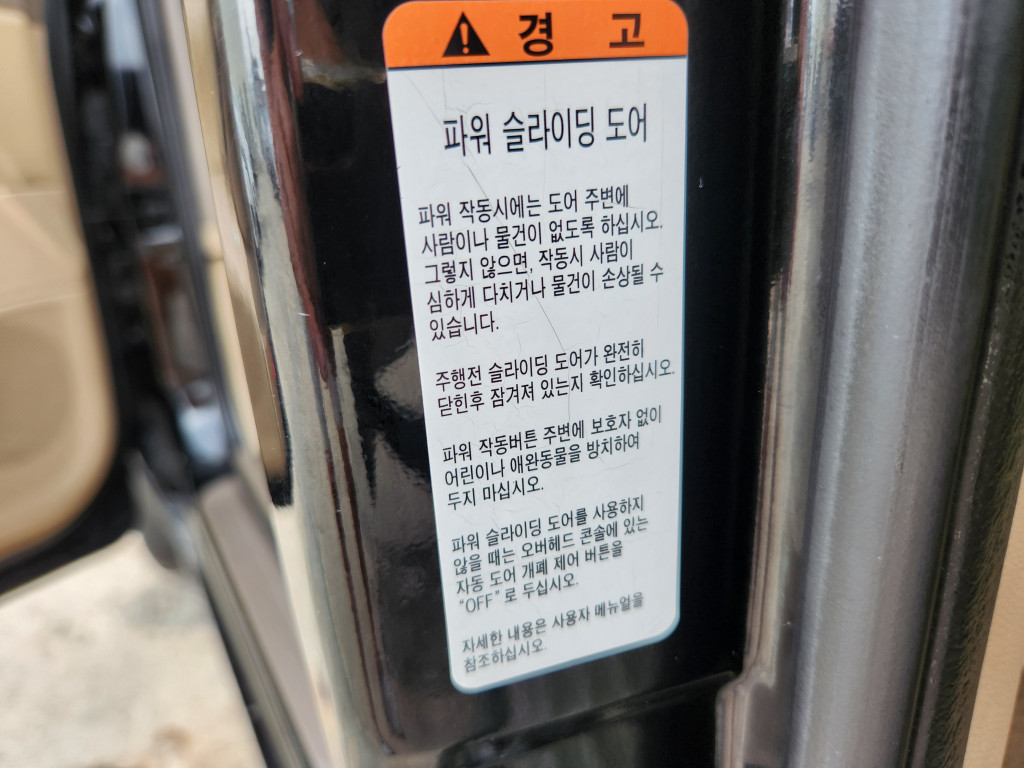 경 고
파워 슬라이딩 도어
파워 작동시에는 도어 주변에
사람이나 물건이 없도록 하십시오.
그렇지 않으면, 작동시 사람이
심하게 다치거나 물건이 손상될 수
있습니다.
주행전 슬라이딩 도어가 완전히
닫힌후 잠겨져 있는지 확인하십시오.
파워 작동버튼 주변에 보호자 없이
어린이나 애완동물을 방치하여
두지 마십시오.
파워 슬라이딩 도어를 사용하지
않을 때는 오버헤드 콘솔에 있는
자동 도어 개폐 제어 버튼을
“OFF” 로 두십시오.
자세한 내용은 사용자 메뉴얼을
참조하십시오.